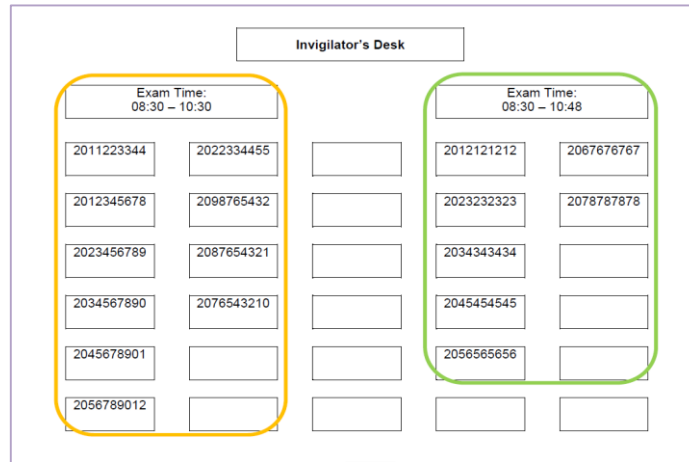 Invigilator's Desk
Exam Time:
08:30 – 10:30
Exam Time:
08:30 – 10:48
2011223344 2022334455 2012121212 2067676767
2012345678 2098765432 2023232323 2078787878
2023456789 2087654321 2034343434
2034567890 2076543210 2045454545
2045678901 2056565656
2056789012